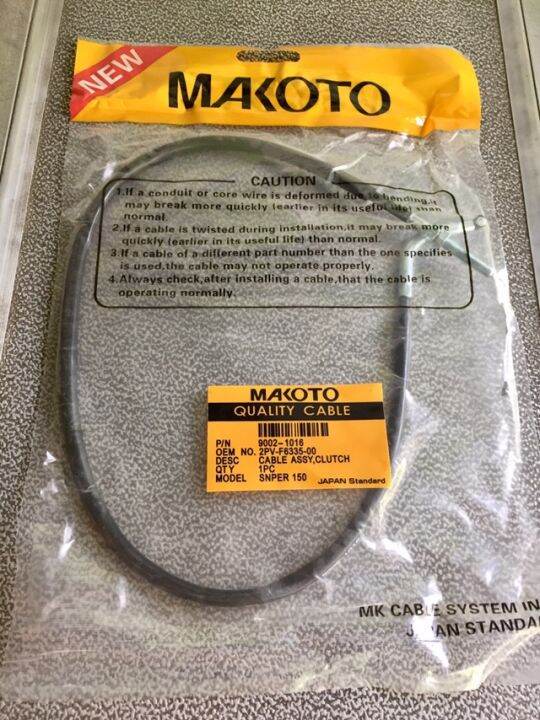 NEW
MAKOTO
CAUTION
1.If a conduit or core wire is deformed due to bending,it
may break more quickly (earlier in its useful life) than
normal.
2.If a cable is twisted during installation,it may break more
quickly (earlier in its useful life) than normal.
3.If a cable of a different part number than the one specifies
is used,the cable may not operate properly.
4.Always check,after installing a cable,that the cable is
operating normally.
MAKOTO
QUALITY CABLE
P/N 9002-1016
OEM NO. 2PV-F6335-00
DESC CABLE ASSY,CLUTCH
QTY 1PC
MODEL SNPER 150 JAPAN Standard
MK CABLE SYSTEM IN
JAPAN STANDA